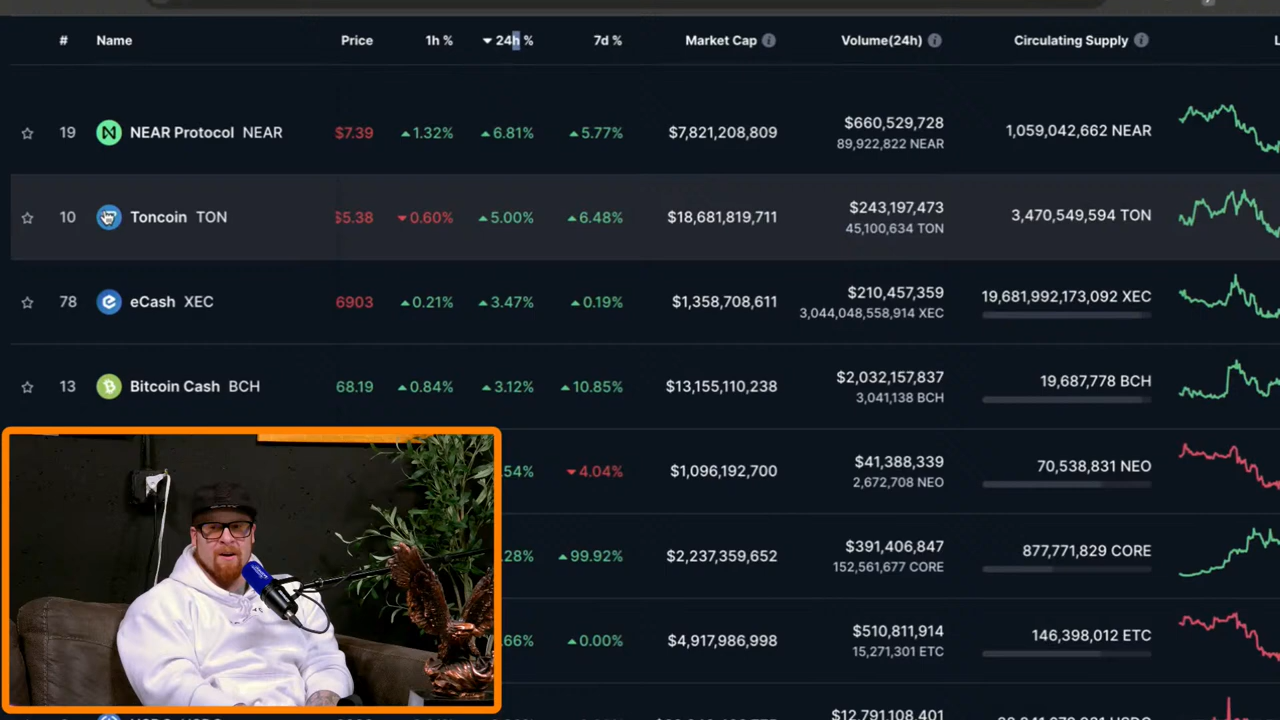 # Name Price 1h % 24h % 7d % Market Cap Volume(24h) Circulating Supply
19 NEAR Protocol NEAR $7.39 1.32% 6.81% 5.77% $7,821,208,809 $660,529,728 1,059,042,662 NEAR
89,922,822 NEAR
10 Toncoin TON $5.38 0.60% 5.00% 6.48% $18,681,819,711 $243,197,473 3,470,549,594 TON
45,100,634 TON
78 eCash XEC 6903 0.21% 3.47% 0.19% $1,358,708,611 $210,457,359 19,681,992,173,092 XEC
3,044,048,558,914 XEC
13 Bitcoin Cash BCH 68.19 0.84% 3.12% 10.85% $13,155,110,238 $2,032,157,837 19,687,778 BCH
3,041,138 BCH
54% 4.04% $1,096,192,700 $41,388,339 70,538,831 NEO
2,672,708 NEO
.28% 99.92% $2,237,359,652 $391,406,847 877,771,829 CORE
152,561,677 CORE
.66% 0.00% $4,917,986,998 $510,811,914 146,398,012 ETC
15,271,301 ETC
$12,791,108,401